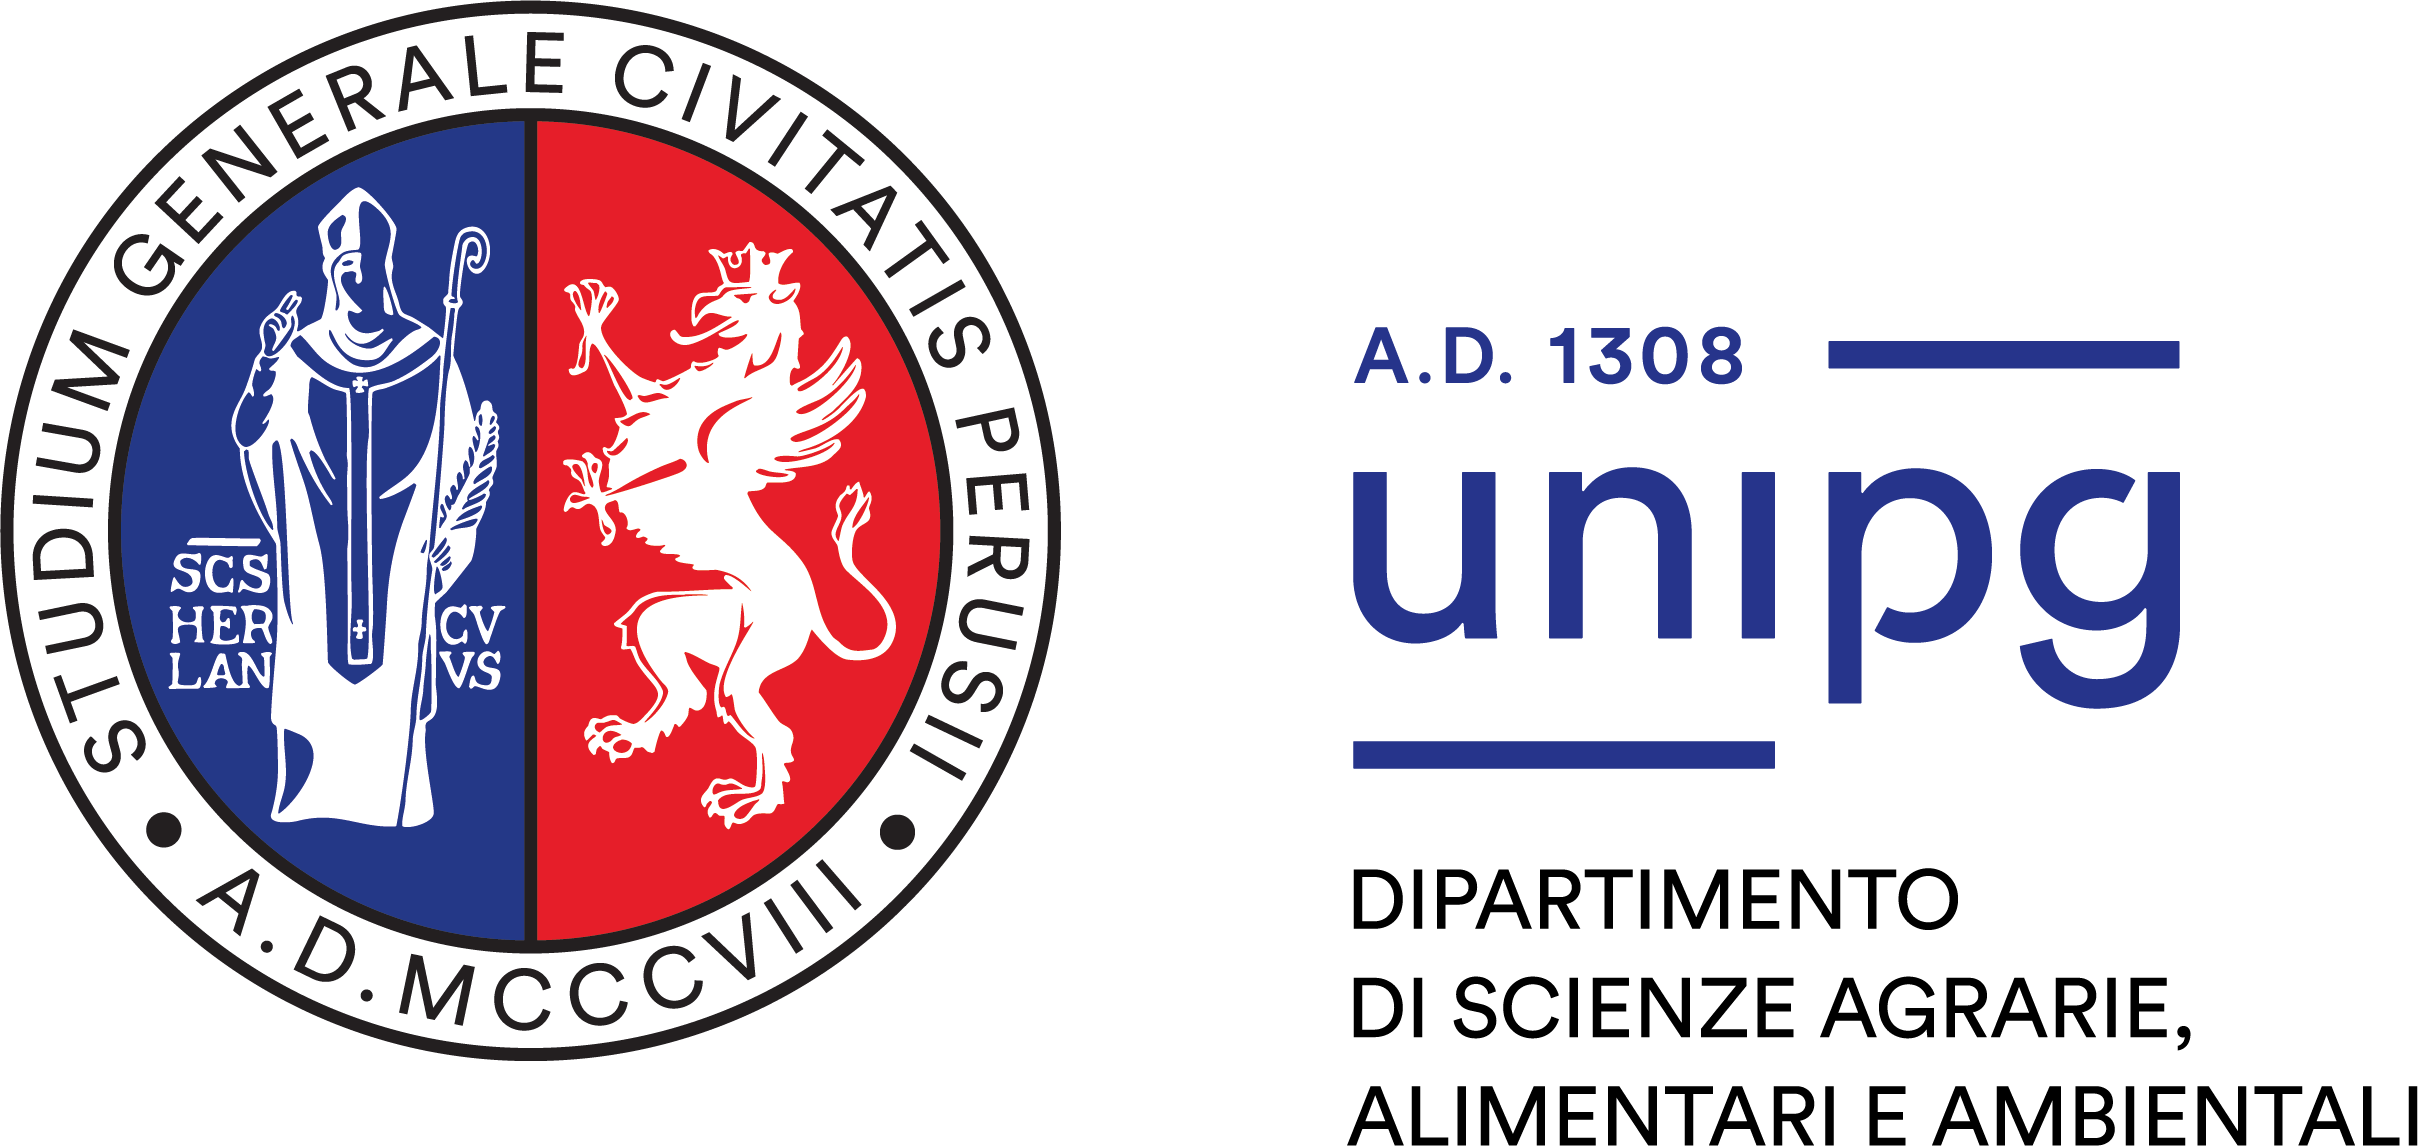 STUDIUM GENERALE CIVITATIS PERUSII
A.D. MCCCVIII
SCS
HER CV
LAN VS
A.D. 1308
unipg
DIPARTIMENTO
DI SCIENZE AGRARIE,
ALIMENTARI E AMBIENTALI